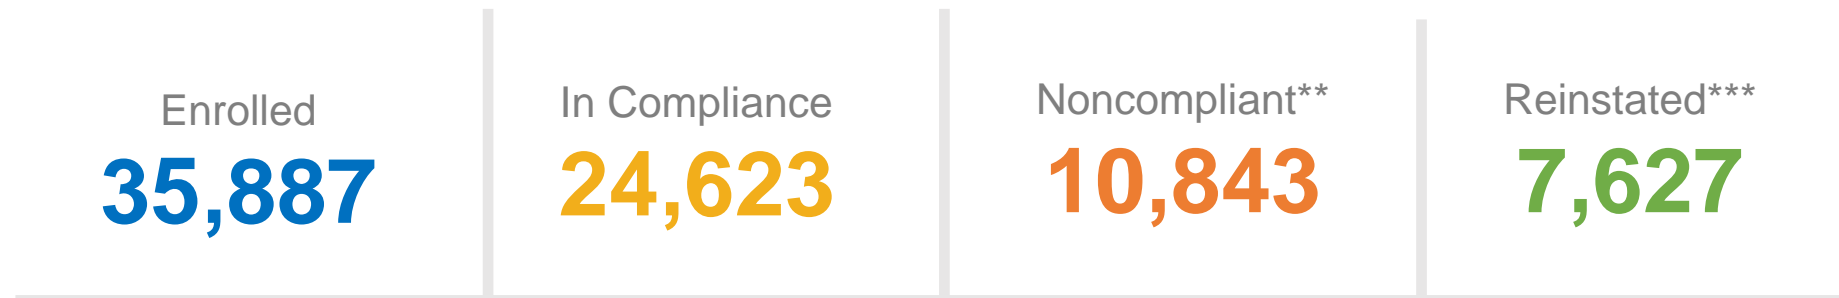 Enrolled
35,887
In Compliance
24,623
Noncompliant**
10,843
Reinstated***
7,627